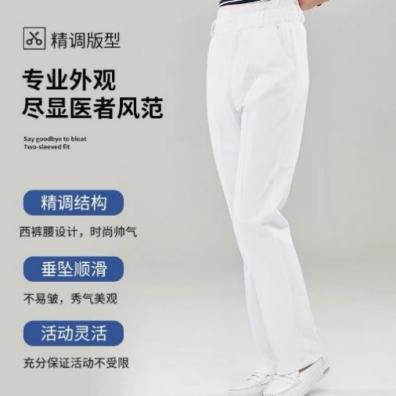 精调版型
专业外观
尽显医者风范
Say goodbye to bloat
Two-sleeved fit
精调结构
西裤腰设计，时尚帅气
垂坠顺滑
不易皱，秀气美观
活动灵活
充分保证活动不受限